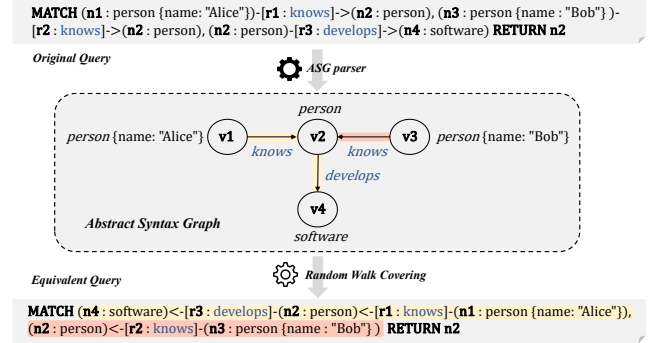 MATCH (n1 : person {name: "Alice"})-[r1 : knows]->(n2 : person), (n3 : person {name : "Bob"} )-
[r2 : knows]->(n2 : person), (n2 : person)-[r3 : develops]->(n4 : software) RETURN n2
Original Query
ASG parser
person
person {name: "Alice"} v1 v2 v3 person {name: "Bob"}
knows knows
develops
v4
Abstract Syntax Graph
software
Equivalent Query
Random Walk Covering
MATCH (n4 : software)<-[r3 : develops]-(n2 : person)<-[r1 : knows]-(n1 : person {name: "Alice"}),
(n2 : person)<-[r2 : knows]-(n3 : person {name : "Bob"} ) RETURN n2